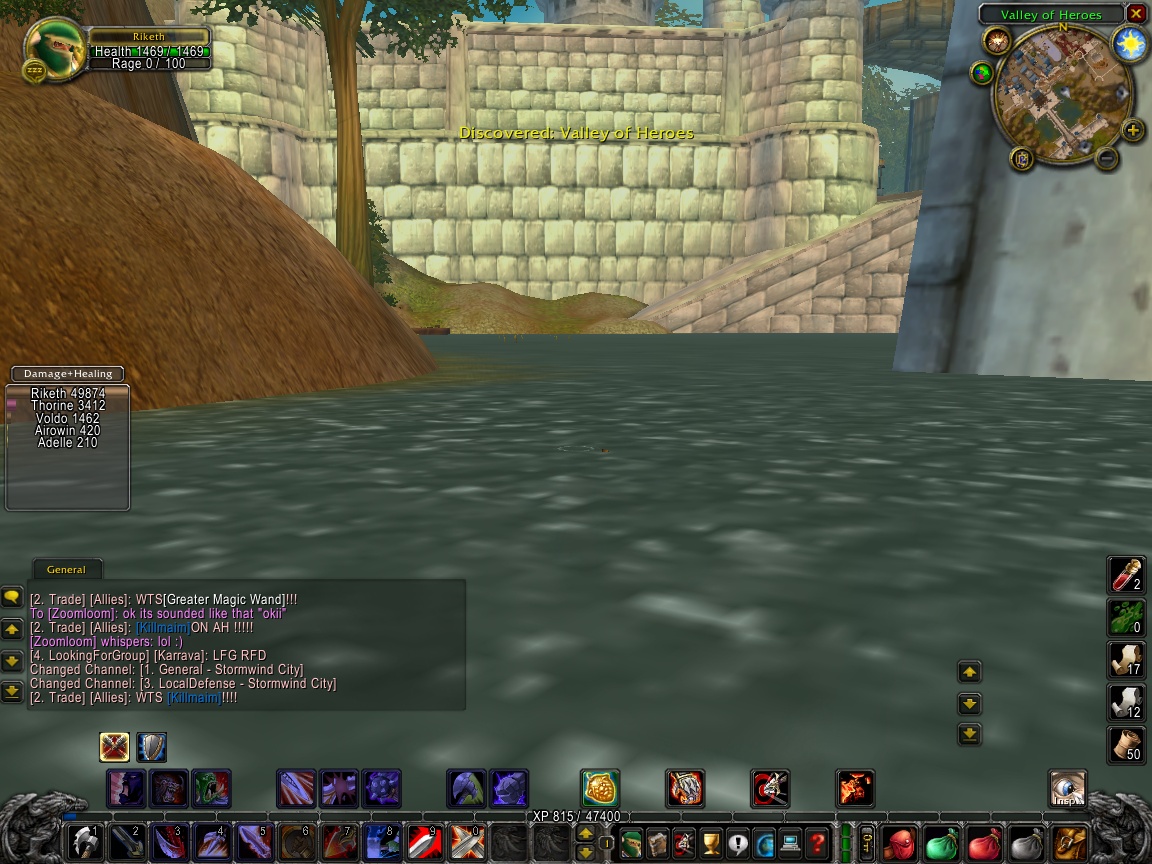 Riketh
Health 1469 / 1469
Rage 0 / 100
zzz
Valley of Heroes
N
Discovered: Valley of Heroes
Damage+Healing
Riketh 49874
Thorine 3412
Voldo 1462
Airowin 420
Adelle 210
General
[2. Trade] [Allies]: WTS[Greater Magic Wand]!!!
To [Zoomloom]: ok its sounded like that "okii"
[2. Trade] [Allies]: [Killmaim]ON AH !!!!!
[Zoomloom] whispers: lol :)
[4. LookingForGroup] [Karrava]: LFG RFD
Changed Channel: [1. General - Stormwind City]
Changed Channel: [3. LocalDefense - Stormwind City]
[2. Trade] [Allies]: WTS [Killmaim]!!!!
2
0
17
12
50
Insp
XP 815 / 47400
1 2 3 4 5 6 7 8 9 0
1